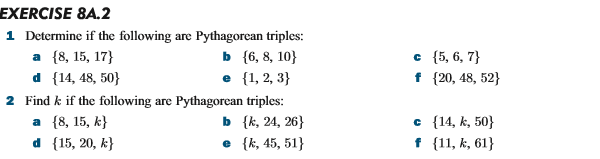 EXERCISE 8A.2
1 Determine if the following are Pythagorean triples:
a {8, 15, 17} b {6, 8, 10} c {5, 6, 7}
d {14, 48, 50} e {1, 2, 3} f {20, 48, 52}
2 Find k if the following are Pythagorean triples:
a {8, 15, k} b {k, 24, 26} c {14, k, 50}
d {15, 20, k} e {k, 45, 51} f {11, k, 61}